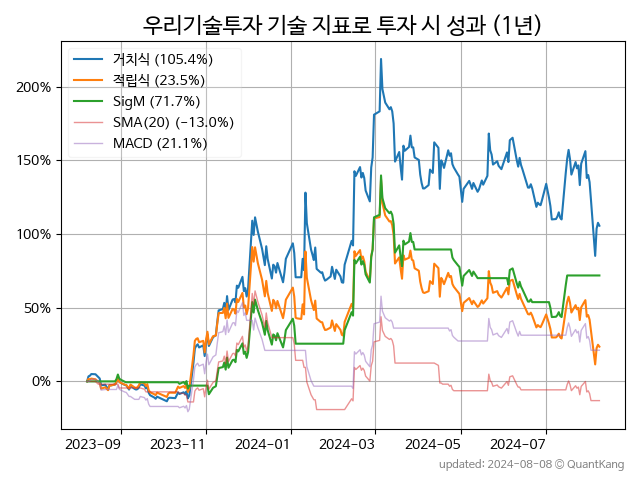 우리기술투자 기술 지표로 투자 시 성과 (1년)
거치식 (105.4%)
적립식 (23.5%)
SigM (71.7%)
SMA(20) (-13.0%)
MACD (21.1%)
200%
150%
100%
50%
0%
2023-09 2023-11 2024-01 2024-03 2024-05 2024-07
updated: 2024-08-08 © QuantKang